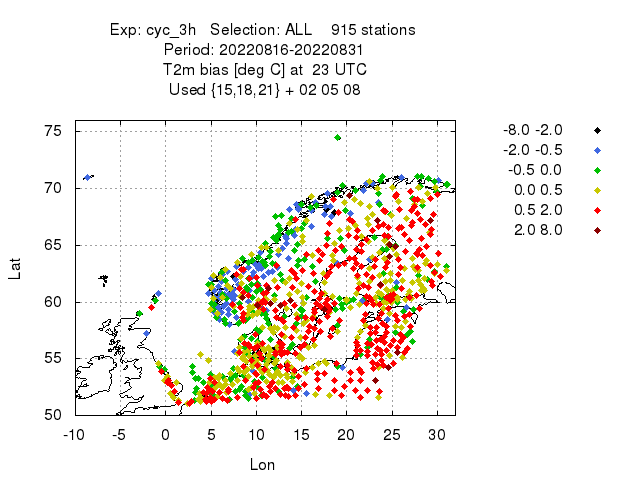 Exp: cyc_3h   Selection: ALL    915 stations
Period: 20220816-20220831
T2m bias [deg C] at  23 UTC
Used {15,18,21} + 02 05 08
-8.0 -2.0
-2.0 -0.5
-0.5 0.0
0.0 0.5
0.5 2.0
2.0 8.0
75
70
65
60
55
50
Lat
-10 -5 0 5 10 15 20 25 30
Lon